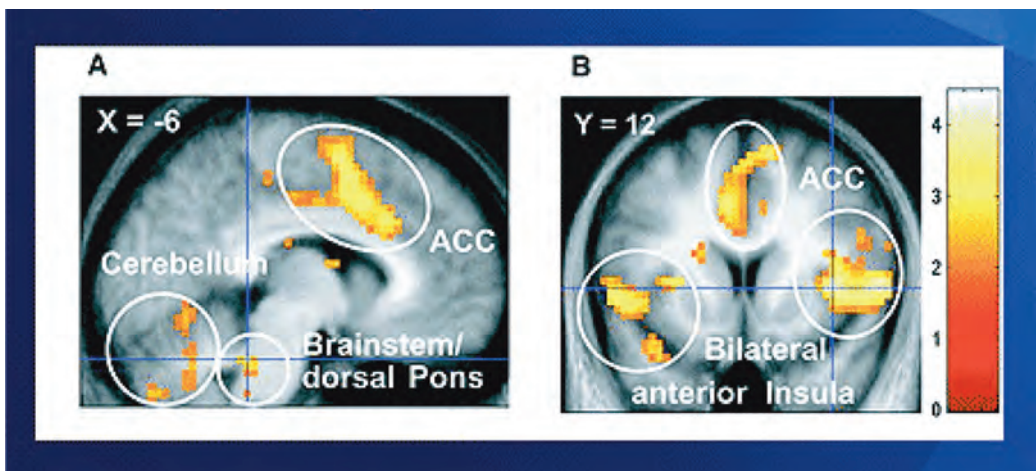 A
B
X = -6
Y = 12
ACC
ACC
Cerebellum
Brainstem/
dorsal Pons
Bilateral
anterior Insula
4
3
2
1
0